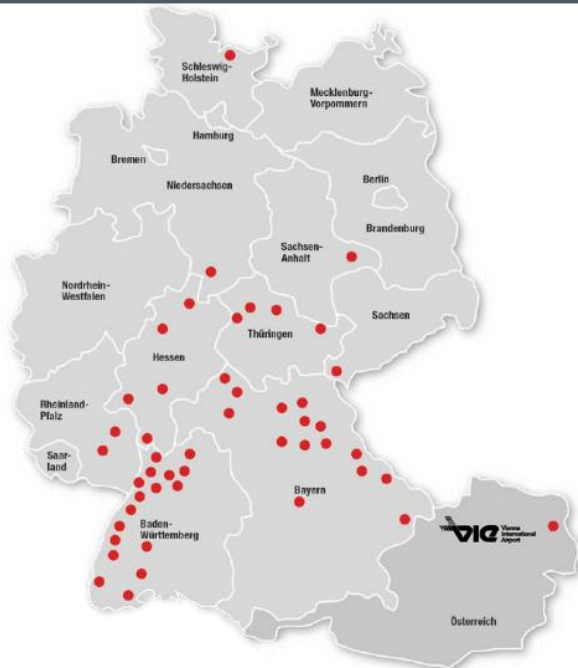 Schleswig-
Holstein
Mecklenburg-
Vorpommern
Hamburg
Bremen
Niedersachsen
Berlin
Brandenburg
Sachsen-
Anhalt
Nordrhein-
Westfalen
Thüringen
Sachsen
Hessen
Rheinland-
Pfalz
Saar-
land
Bayern
Baden-
Württemberg
VIE Vienna
International
Airport
Österreich